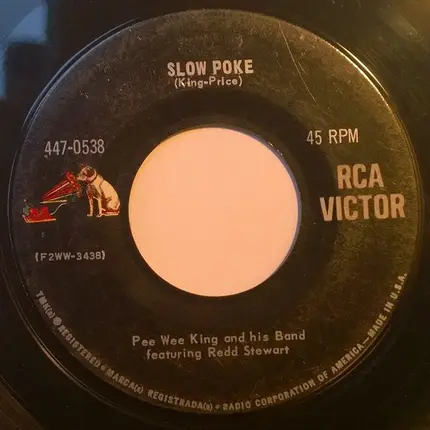 SLOW POKE
(King-Price)
447-0538
45 RPM
RCA
VICTOR
(F2WW-3438)
Pee Wee King and his Band
featuring Redd Stewart
TMK(s) ® REGISTERED • MARCA(s) REGISTRADA(s) • RADIO CORPORATION OF AMERICA—MADE IN U.S.A.